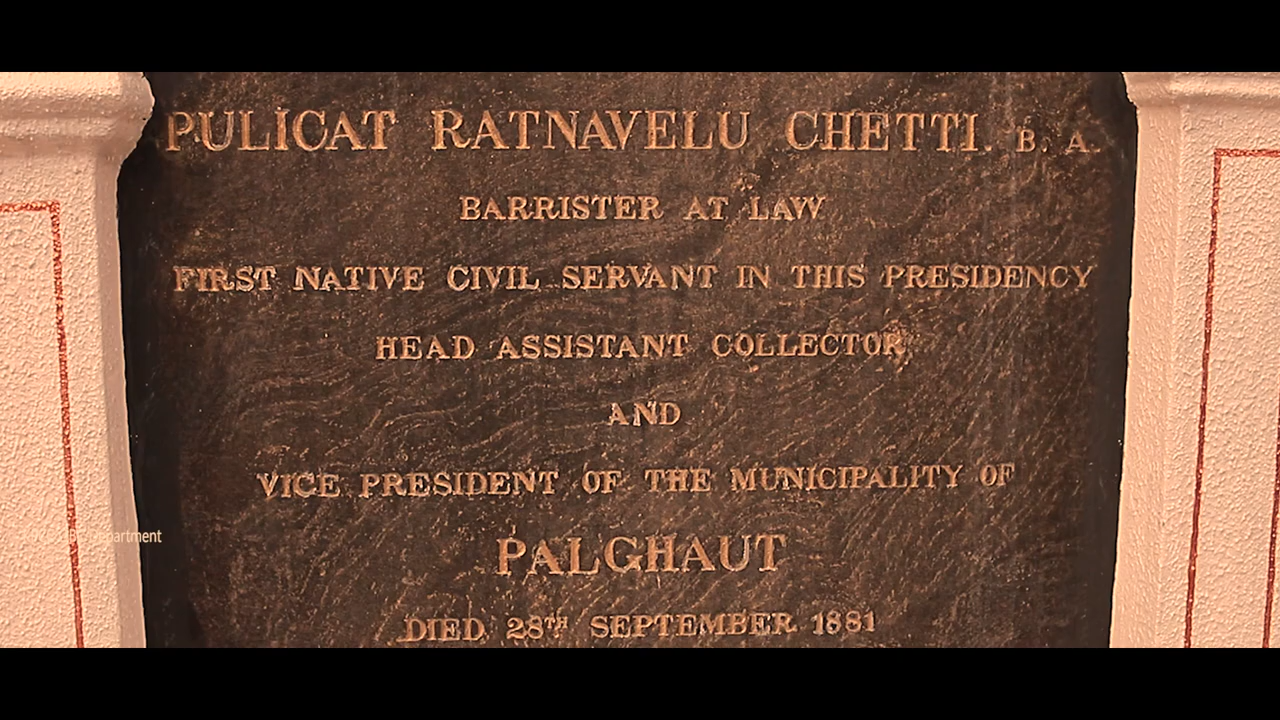 PULICAT RATNAVELU CHETTI. B. A.
BARRISTER AT LAW
FIRST NATIVE CIVIL SERVANT IN THIS PRESIDENCY
HEAD ASSISTANT COLLECTOR,
AND
VICE PRESIDENT OF THE MUNICIPALITY OF
PALGHAUT
DIED 28TH SEPTEMBER 1881
Department